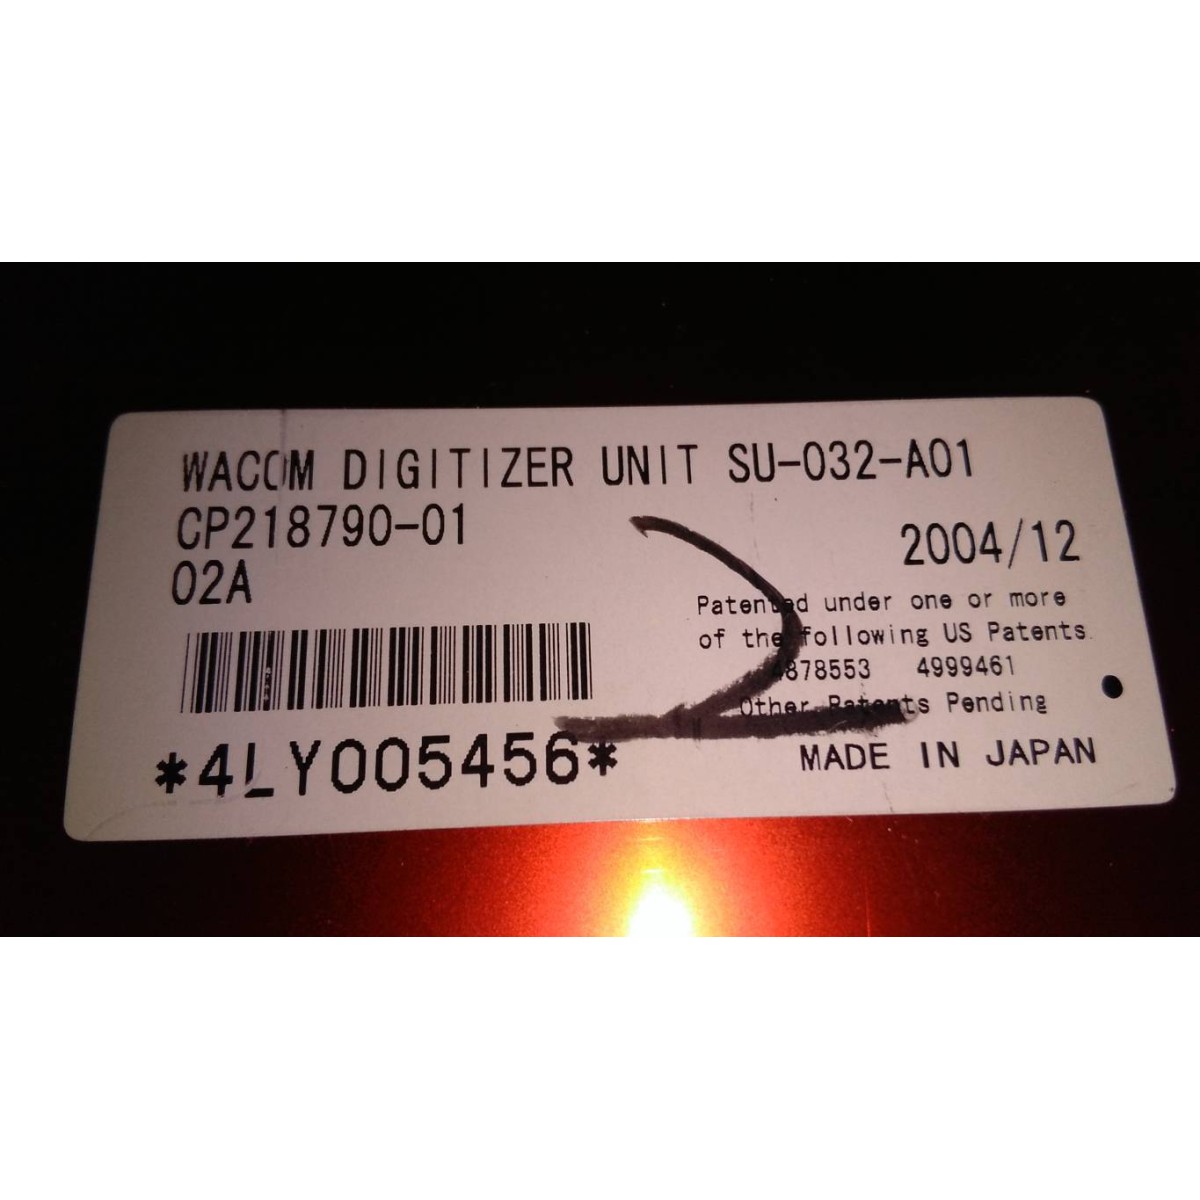 WACOM DIGITIZER UNIT SU-032-A01
CP218790-01
02A
2004/12
Patented under one or more
of the following US Patents.
4878553 4999461
Other Patents Pending
MADE IN JAPAN
*4LY005456*
2